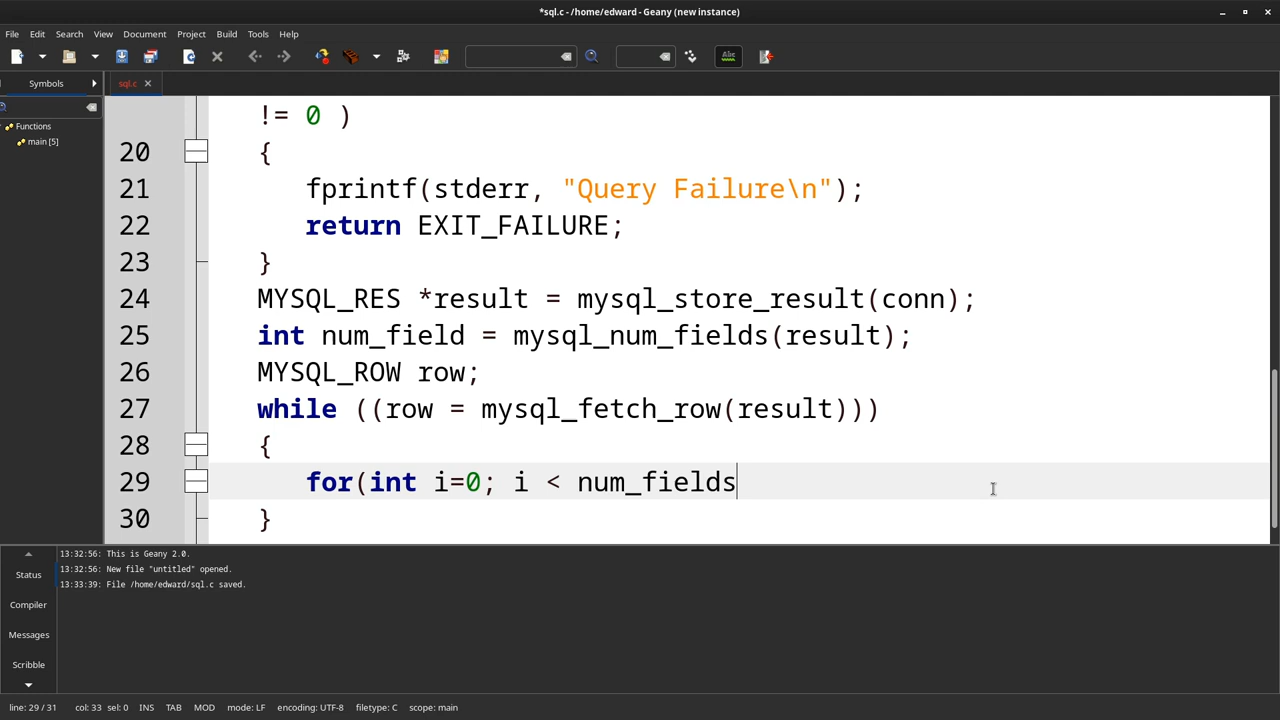 *sql.c - /home/edward - Geany (new instance)
File Edit Search View Document Project Build Tools Help
Abc
Symbols
sql.c
Functions
main [5]
!= 0 )
20 {
21 fprintf(stderr, "Query Failure\n");
22 return EXIT_FAILURE;
23 }
24 MYSQL_RES *result = mysql_store_result(conn);
25 int num_field = mysql_num_fields(result);
26 MYSQL_ROW row;
27 while ((row = mysql_fetch_row(result)))
28 {
29 for(int i=0; i < num_fields
30 }
Status
Compiler
Messages
Scribble
13:32:56: This is Geany 2.0.
13:32:56: New file "untitled" opened.
13:33:39: File /home/edward/sql.c saved.
line: 29 / 31 col: 33 sel: 0 INS TAB MOD mode: LF encoding: UTF-8 filetype: C scope: main